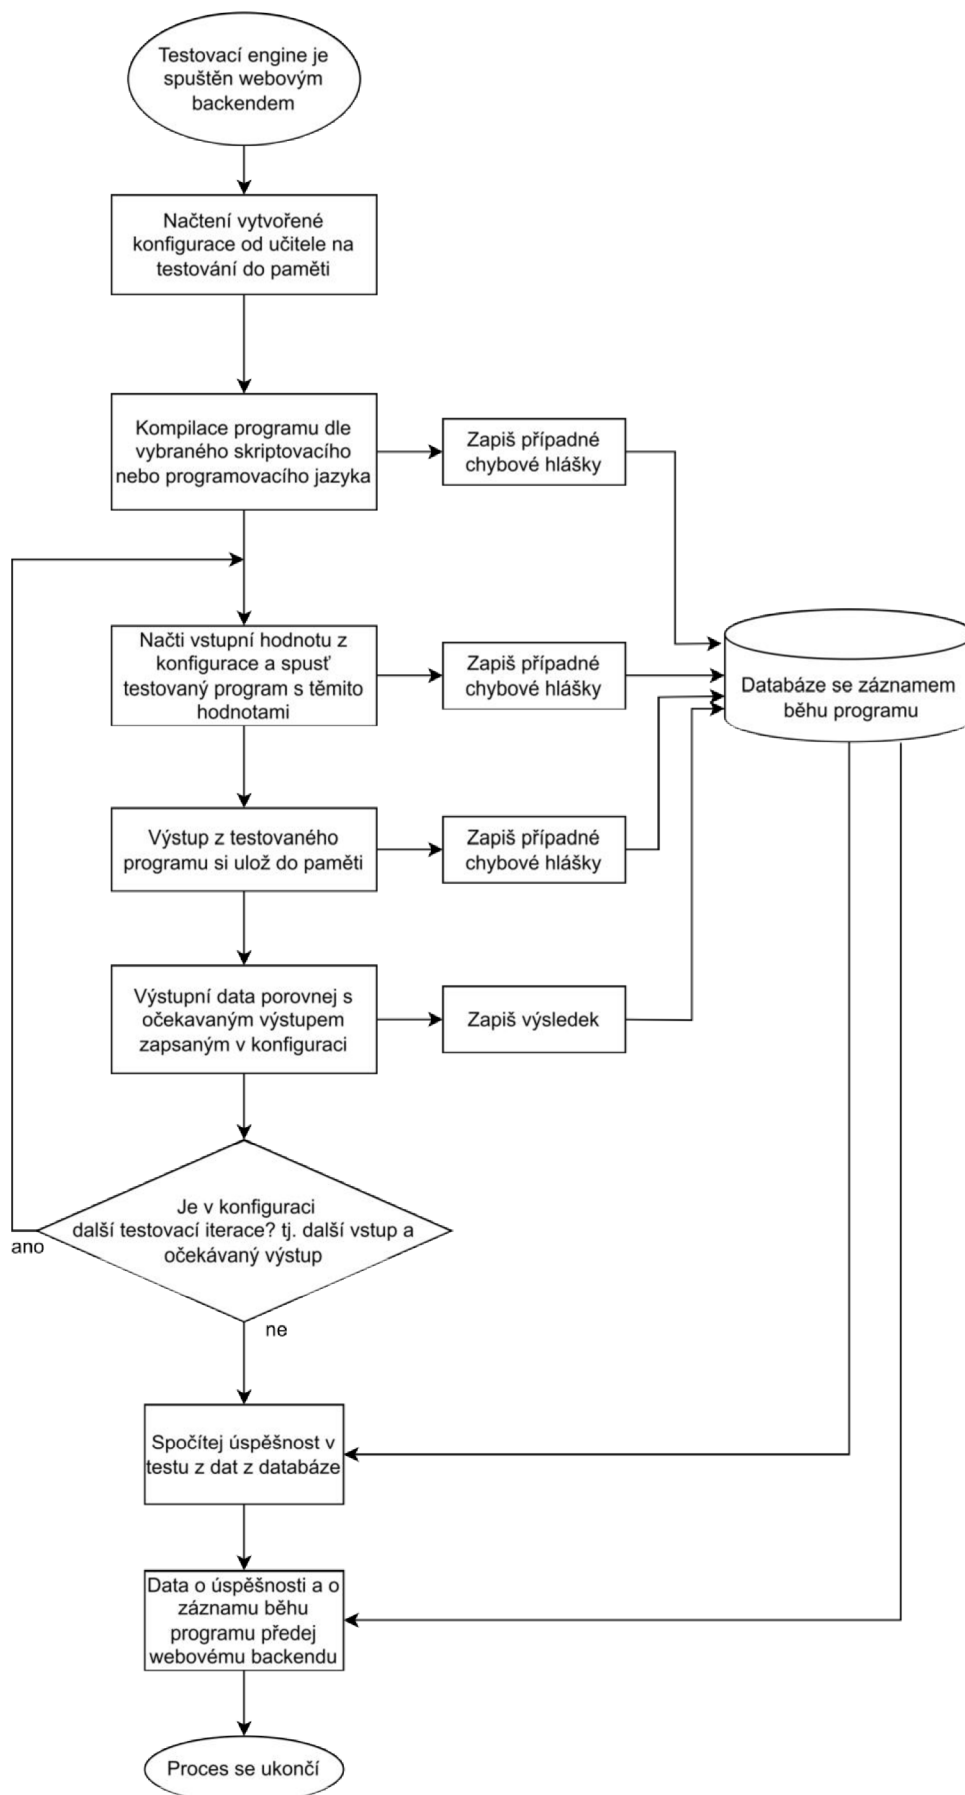 Testovací engine je
spuštěn webovým
backendem
Načtení vytvořené
konfigurace od učitele na
testování do paměti
Kompilace programu dle
vybraného skriptovacího
nebo programovacího jazyka
Zapiš případné
chybové hlášky
Načti vstupní hodnotu z
konfigurace a spusť
testovaný program s těmito
hodnotami
Zapiš případné
chybové hlášky
Databáze se záznamem
běhu programu
Výstup z testovaného
programu si ulož do paměti
Zapiš případné
chybové hlášky
Výstupní data porovnej s
očekavaným výstupem
zapsaným v konfiguraci
Zapiš výsledek
Je v konfiguraci
další testovací iterace? tj. další vstup a
očekávaný výstup
ano
ne
Spočítej úspěšnost v
testu z dat z databáze
Data o úspěšnosti a o
záznamu běhu
programu předej
webovému backendu
Proces se ukončí